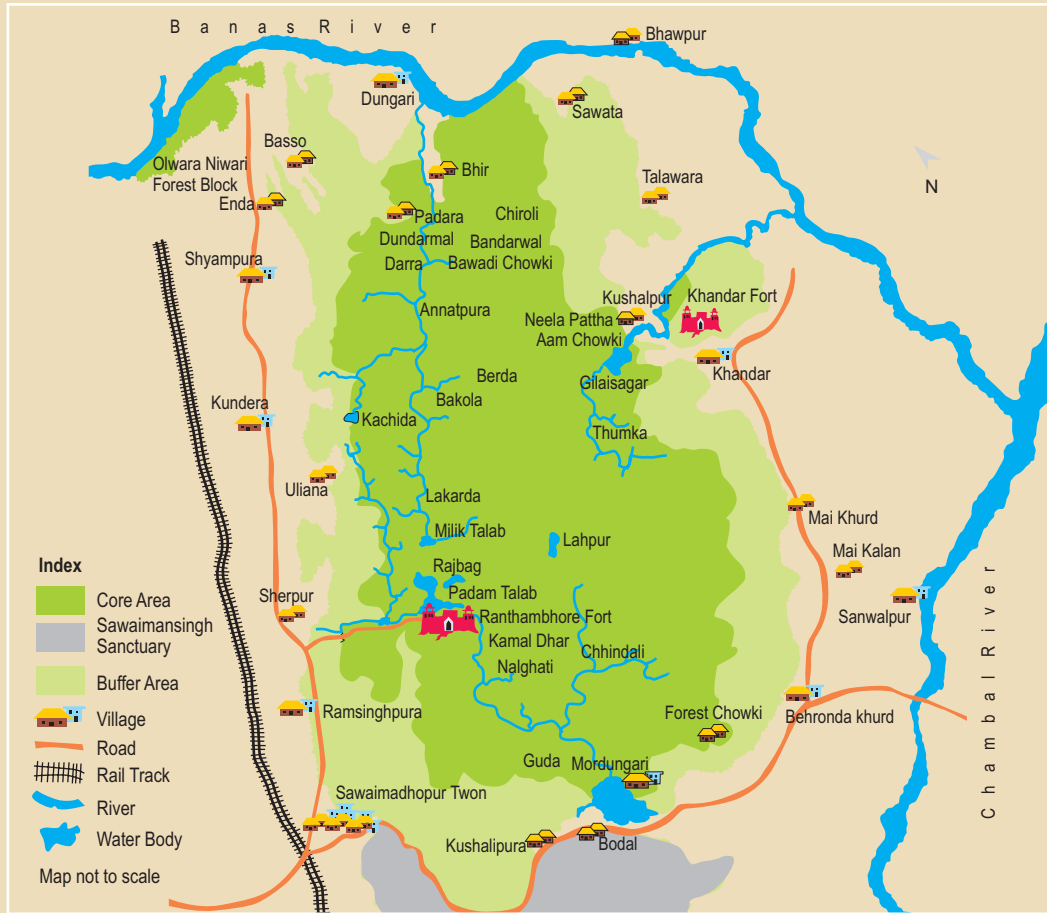 Banas River
Bhawpur
Dungari
Sawata
Basso
Olwara Niwari
Forest Block
Bhir
Talawara
Enda
Padara
Chiroli
N
Dundarmal
Bandarwal
Shyampura
Darra
Bawadi Chowki
Annatpura
Kushalpur
Khandar Fort
Neela Pattha
Aam Chowki
Khandar
Berda
Gilaisagar
Bakola
Kundera
Kachida
Thumka
Uliana
Lakarda
Mai Khurd
Milik Talab
Lahpur
Mai Kalan
Rajbag
Sherpur
Padam Talab
Sanwalpur
Ranthambhore Fort
Kamal Dhar
Chhindali
Nalghati
Chambal River
Ramsinghpura
Forest Chowki
Behronda khurd
Guda
Mordungari
Sawaimadhopur Twon
Kushalipura
Bodal
Index
Core Area
Sawaimansingh
Sanctuary
Buffer Area
Village
Road
Rail Track
River
Water Body
Map not to scale